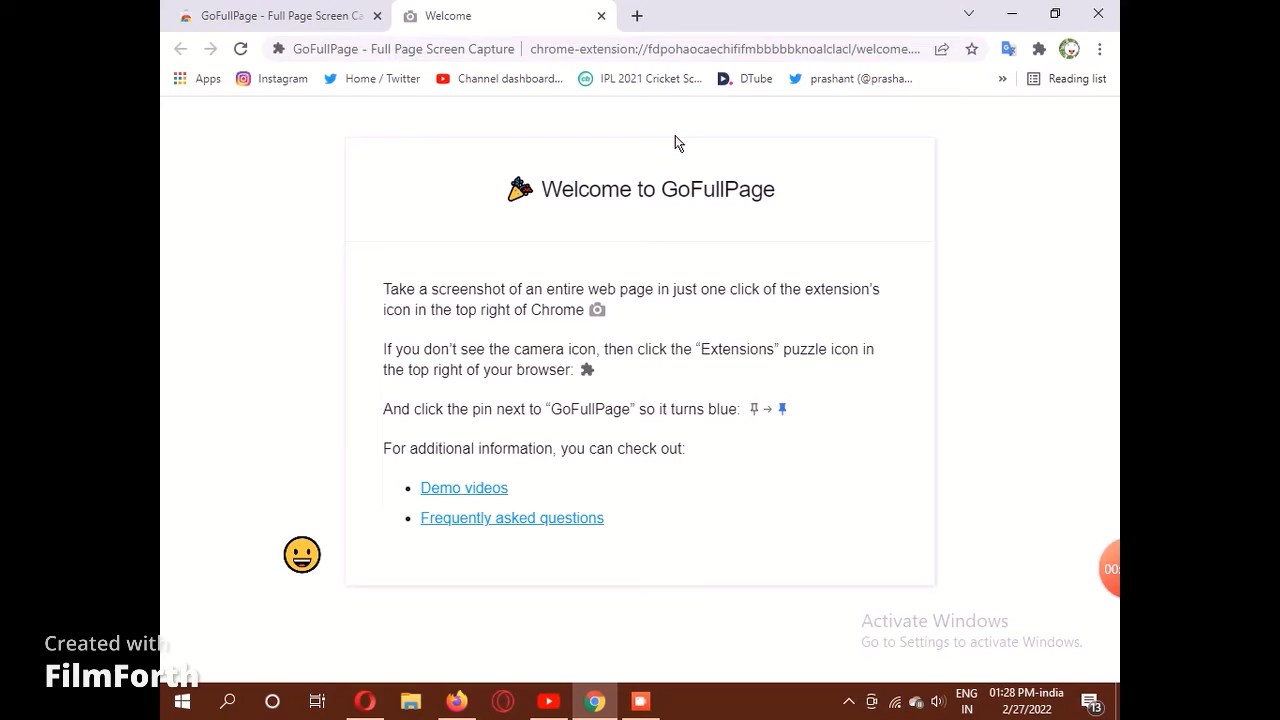 GoFullPage - Full Page Screen Ca
Welcome
GoFullPage - Full Page Screen Capture
chrome-extension://fdpohaocaechififmbbbbbknoalclacl/welcome....
Apps
Instagram
Home / Twitter
Channel dashboard...
IPL 2021 Cricket Sc...
DTube
prashant (@prasha...
»
Reading list
Welcome to GoFullPage
Take a screenshot of an entire web page in just one click of the extension's
icon in the top right of Chrome
If you don't see the camera icon, then click the “Extensions” puzzle icon in
the top right of your browser:
And click the pin next to “GoFullPage” so it turns blue: →
For additional information, you can check out:
• Demo videos
• Frequently asked questions
00:
Activate Windows
Go to Settings to activate Windows.
Created with
FilmForth
ENG
IN
01:28 PM-india
2/27/2022
13